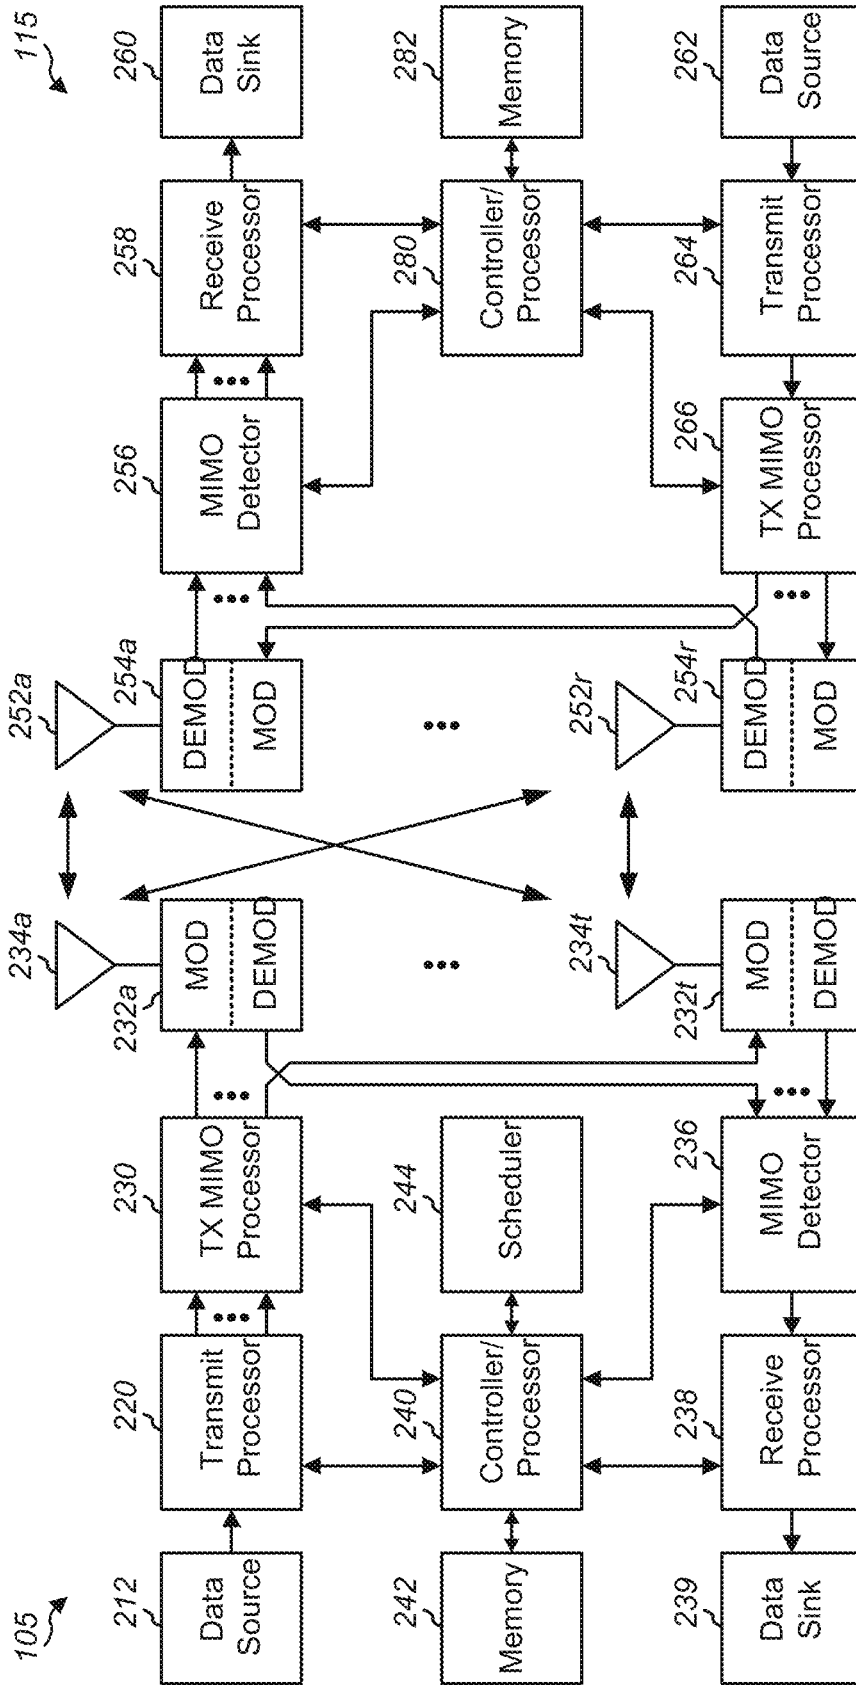 105
115
212
Data
Source
220
Transmit
Processor
230
TX MIMO
Processor
232a
MOD
DEMOD
234a
252a
254a
DEMOD
MOD
256
MIMO
Detector
258
Receive
Processor
260
Data
Sink
242
Memory
240
Controller/
Processor
244
Scheduler
280
Controller/
Processor
282
Memory
239
Data
Sink
238
Receive
Processor
236
MIMO
Detector
232t
MOD
DEMOD
234t
252r
254r
DEMOD
MOD
266
TX MIMO
Processor
264
Transmit
Processor
262
Data
Source